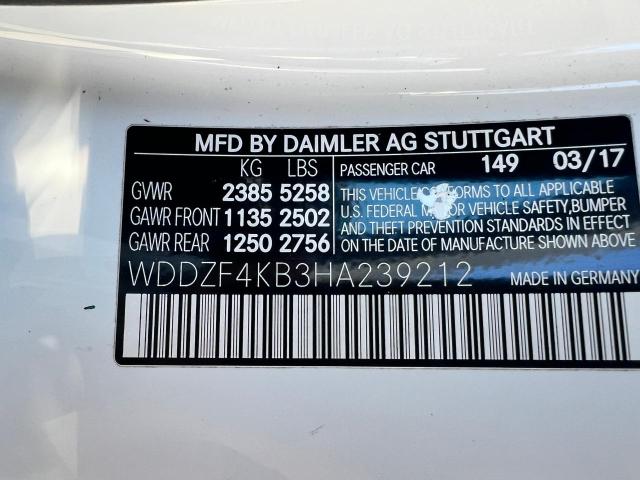 MFD BY DAIMLER AG STUTTGART
KG LBS PASSENGER CAR 149 03/17
GVWR 2385 5258
GAWR FRONT 1135 2502
GAWR REAR 1250 2756
THIS VEHICLE CONFORMS TO ALL APPLICABLE
U.S. FEDERAL MOTOR VEHICLE SAFETY, BUMPER
AND THEFT PREVENTION STANDARDS IN EFFECT
ON DATE OF MANUFACTURING SHOWN ABOVE
WDDZF4KB3HA239212 MADE IN GERMANY